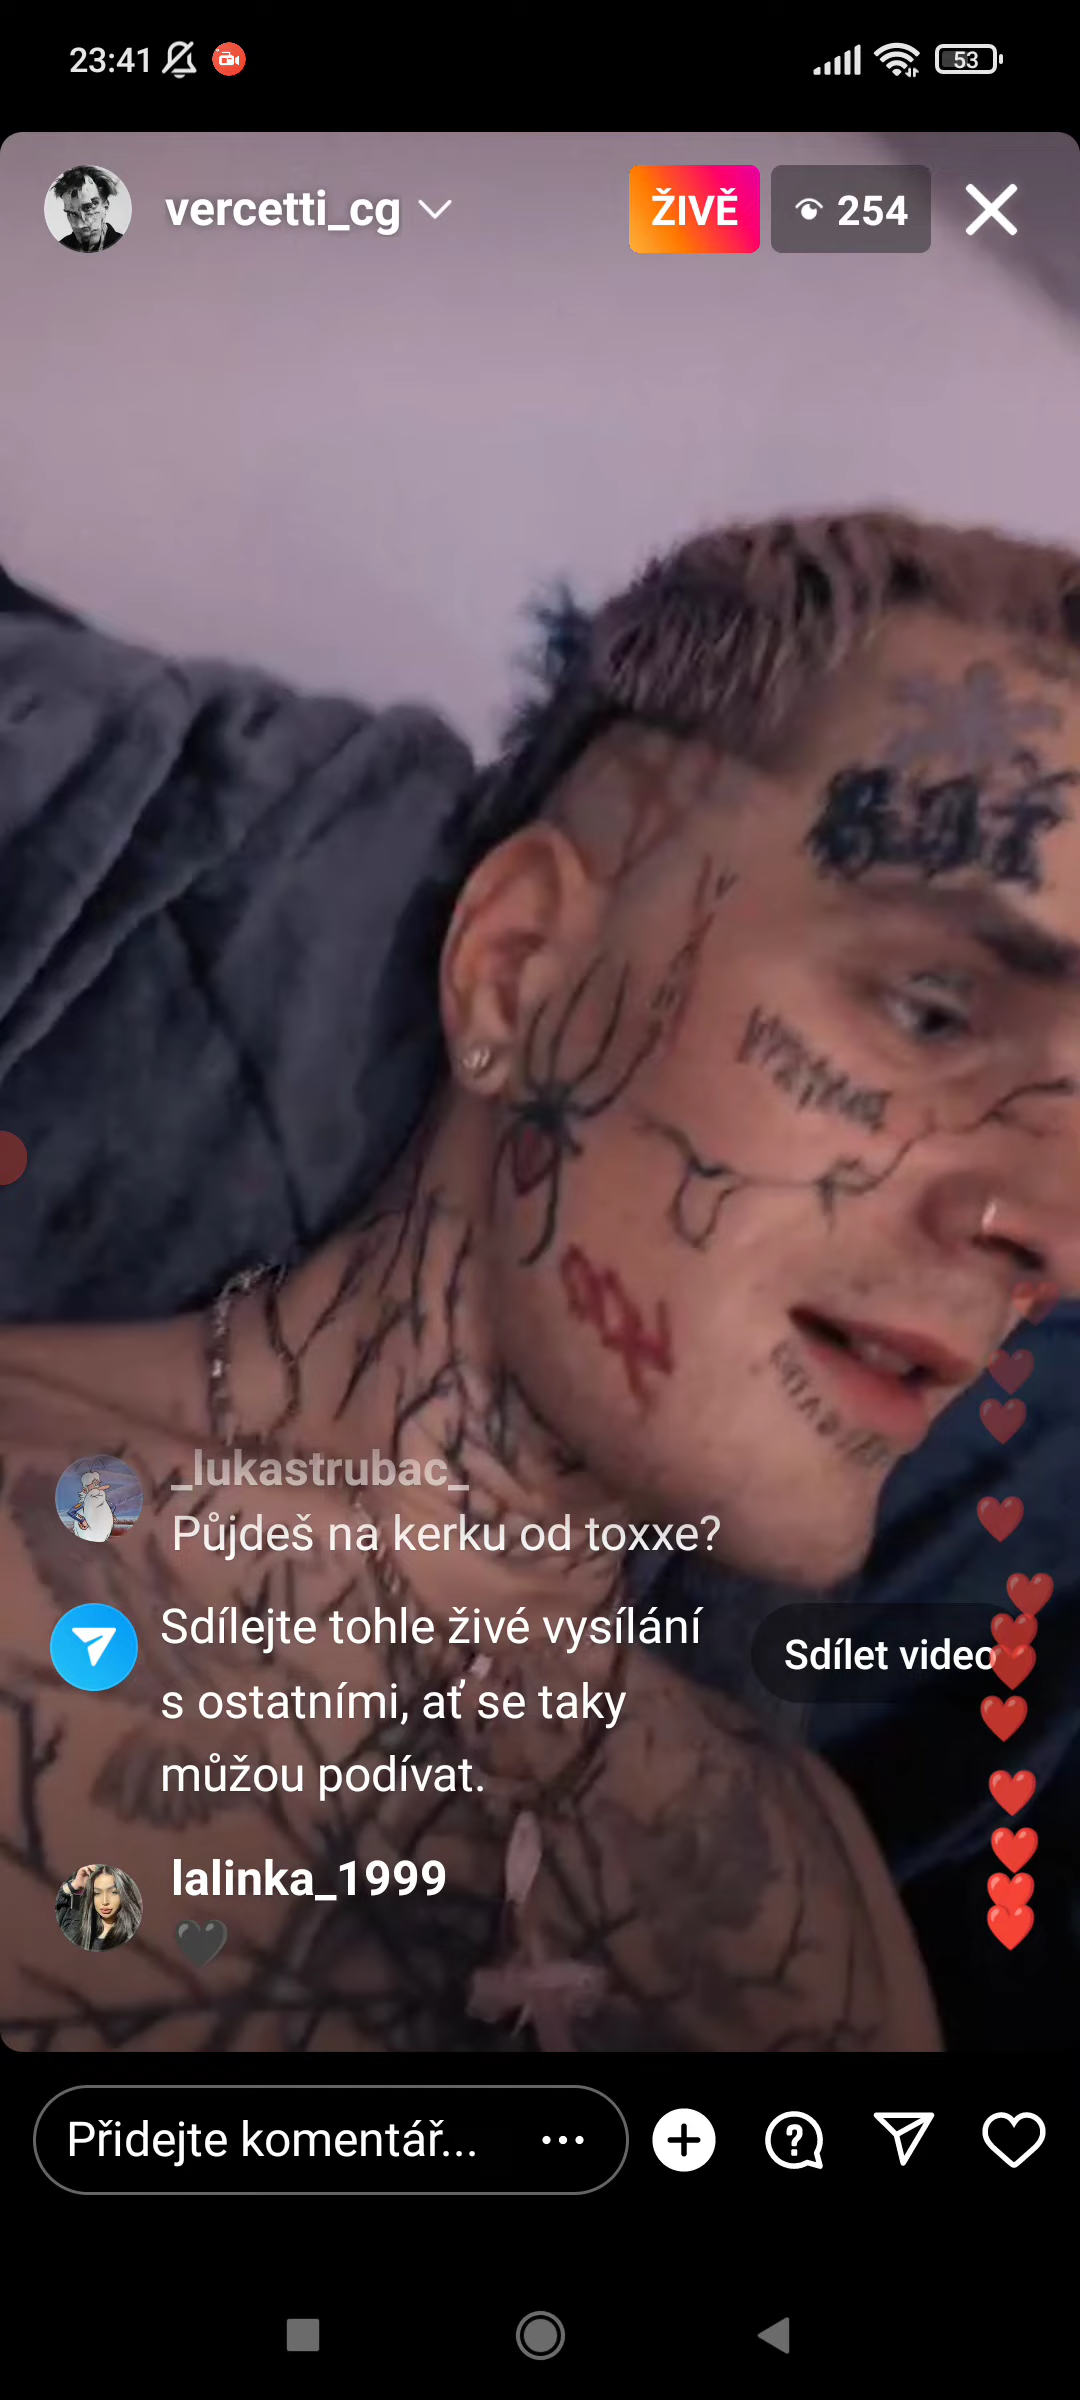 23:41
53
vercetti_cg
ŽIVĚ
254
_lukastrubac_
Půjdeš na kerku od toxxe?
Sdílejte tohle živé vysílání
s ostatními, ať se taky
můžou podívat.
Sdílet video
lalinka_1999
Přidejte komentář...